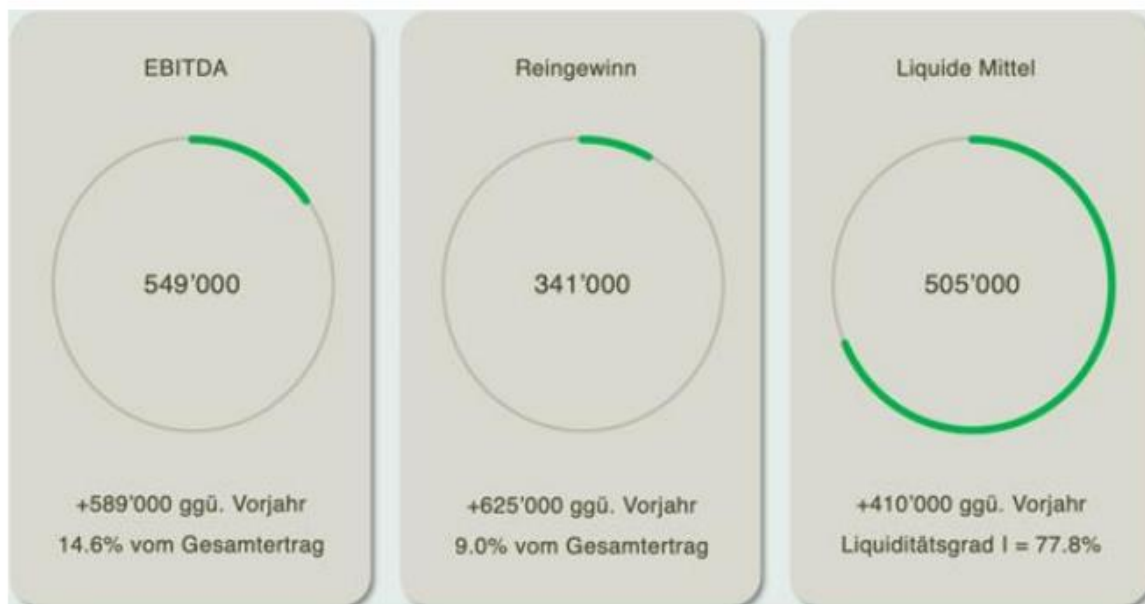 EBITDA
549'000
+589'000 ggü. Vorjahr
14.6% vom Gesamtertrag
Reingewinn
341'000
+625'000 ggü. Vorjahr
9.0% vom Gesamtertrag
Liquide Mittel
505'000
+410'000 ggü. Vorjahr
Liquiditätsgrad I = 77.8%